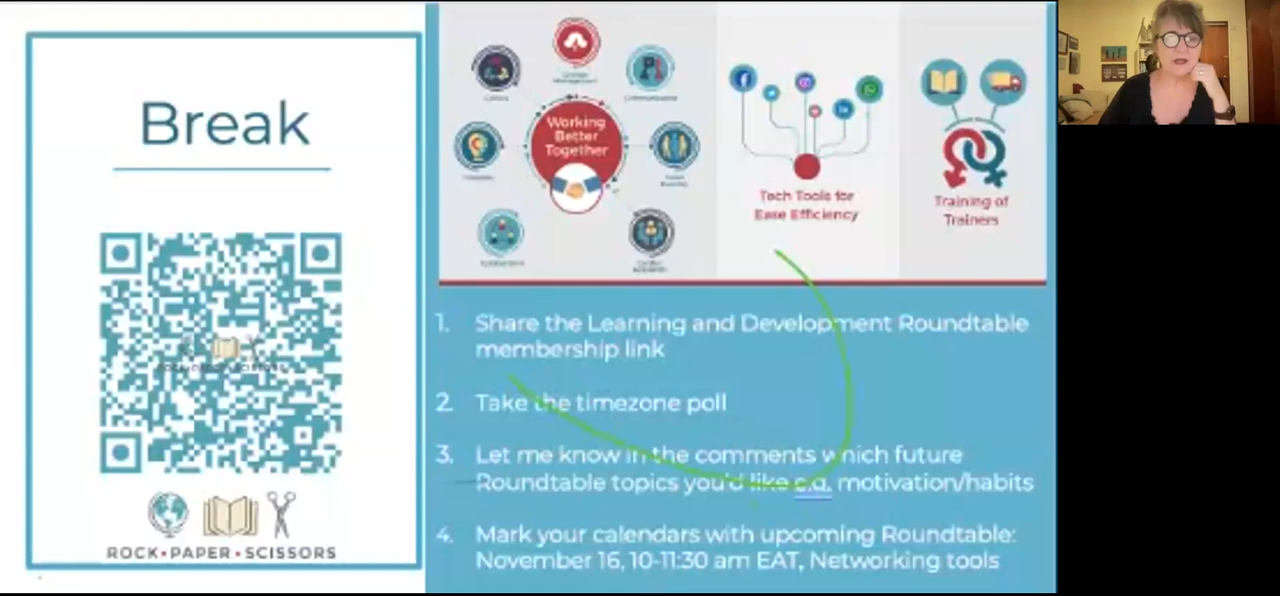 Break
ROCK•PAPER•SCISSORS
Working
Better
Together
Tech Tools for
Ease Efficiency
Training of
Trainers
1. Share the Learning and Development Roundtable
membership link
2. Take the timezone poll
3. Let me know in the comments which future
Roundtable topics you'd like e.g. motivation/habits
4. Mark your calendars with upcoming Roundtable:
November 16, 10-11:30 am EAT, Networking tools